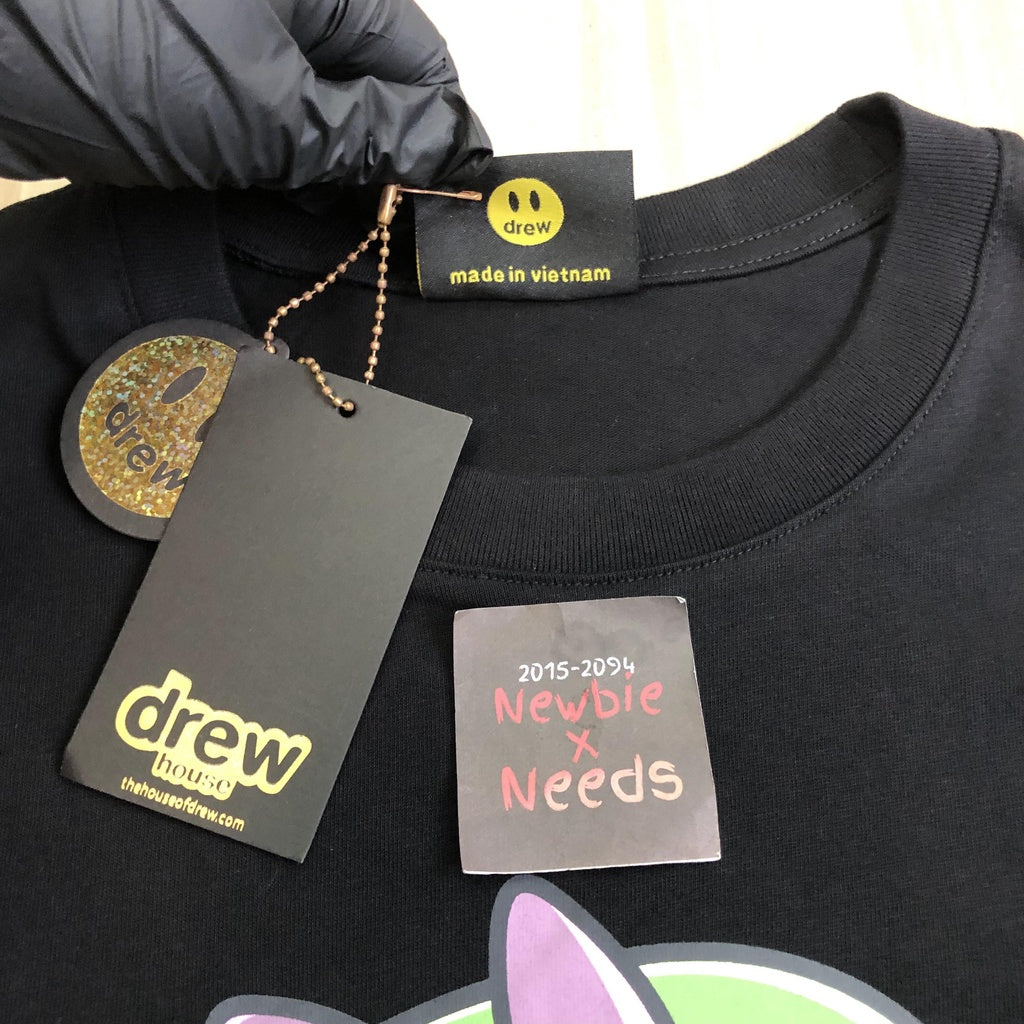 drew
made in vietnam
drew
drew
house
thehouseofdrew.com
2015-2094
Newbie
x
Needs